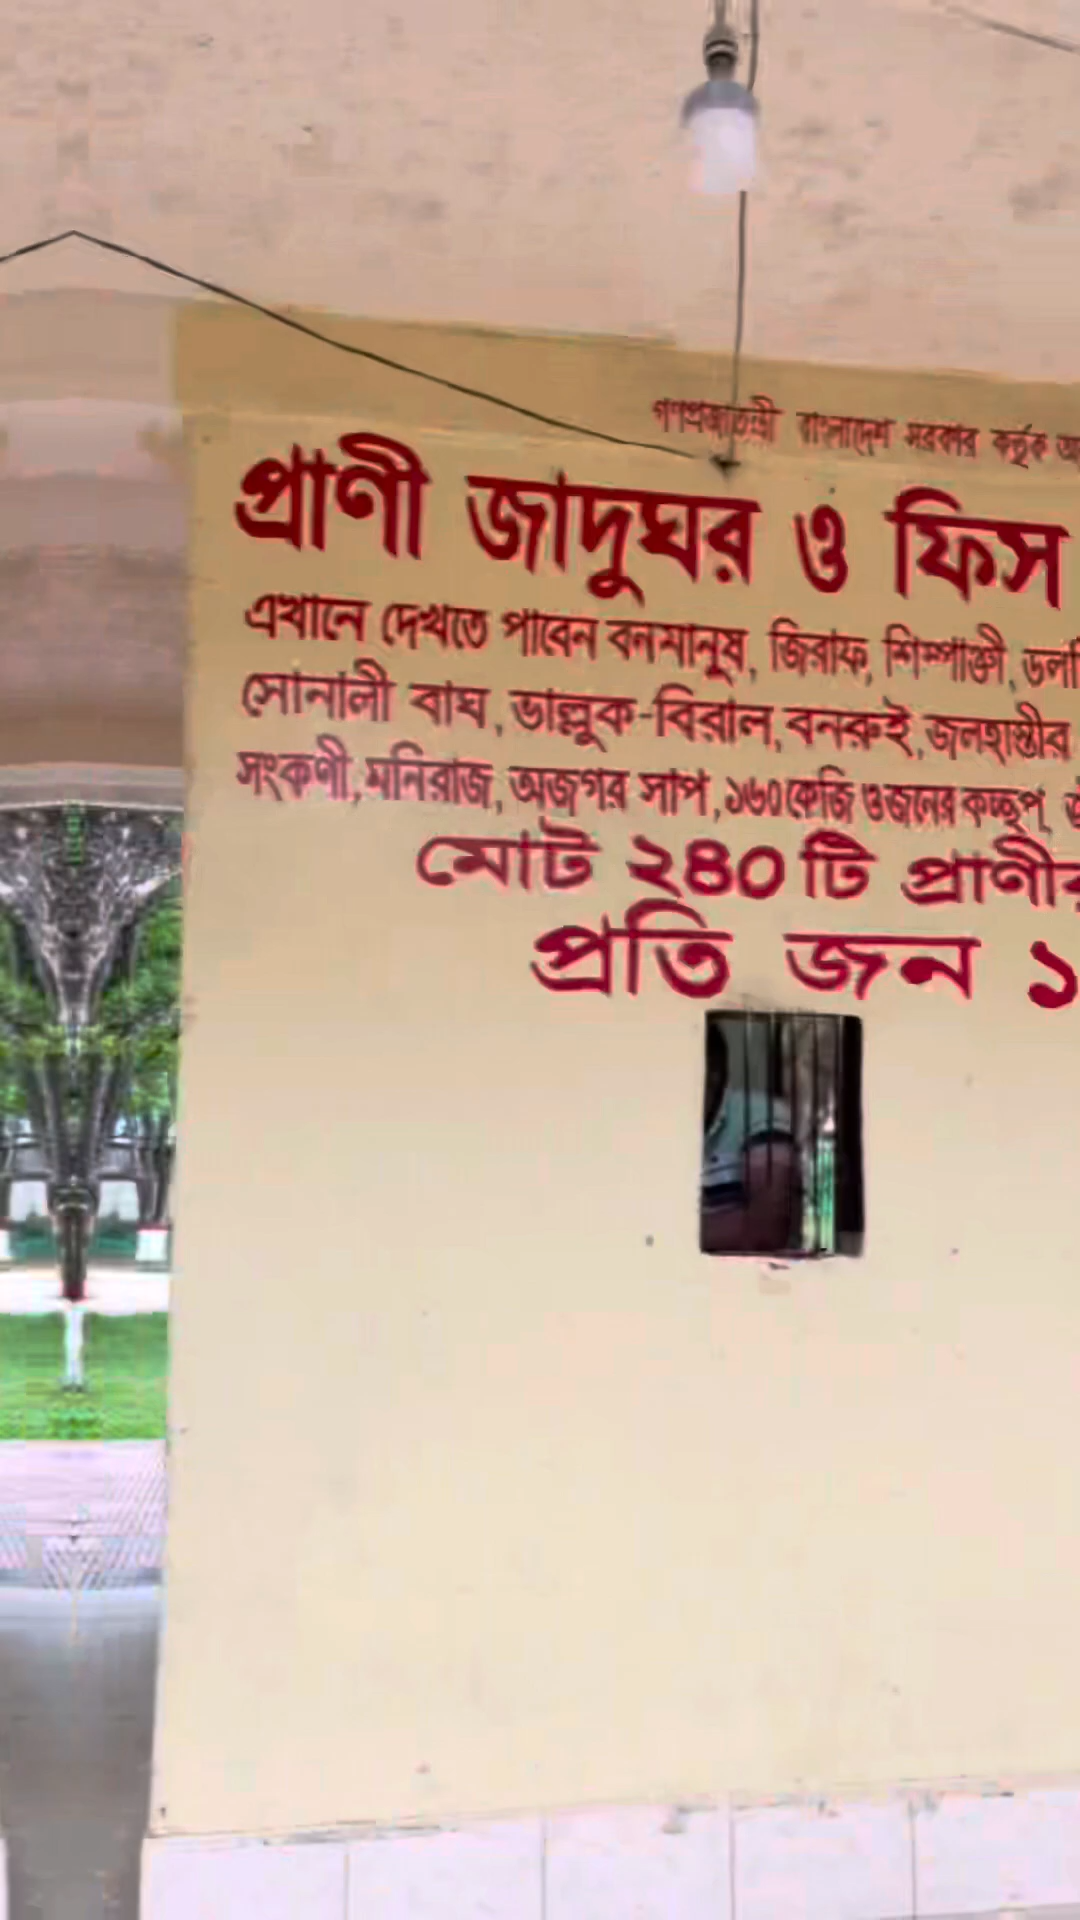 গণপ্রজাতন্ত্রী বাংলাদেশ সরকার কর্তৃক
প্রাণী জাদুঘর ও ফিস
এখানে দেখতে পাবেন বনমানুষ, জিরাফ, শিম্পাঞ্জী,
সোনালী বাঘ, ভাল্লুক-বিরাল, বনরুই, জলহাস্তীর
সংকণী, মনিরাজ, অজগর সাপ, ১৬০ কেজি ওজনের কচ্ছপ,
মোট ২৪০ টি প্রাণীর
প্রতি জন ১